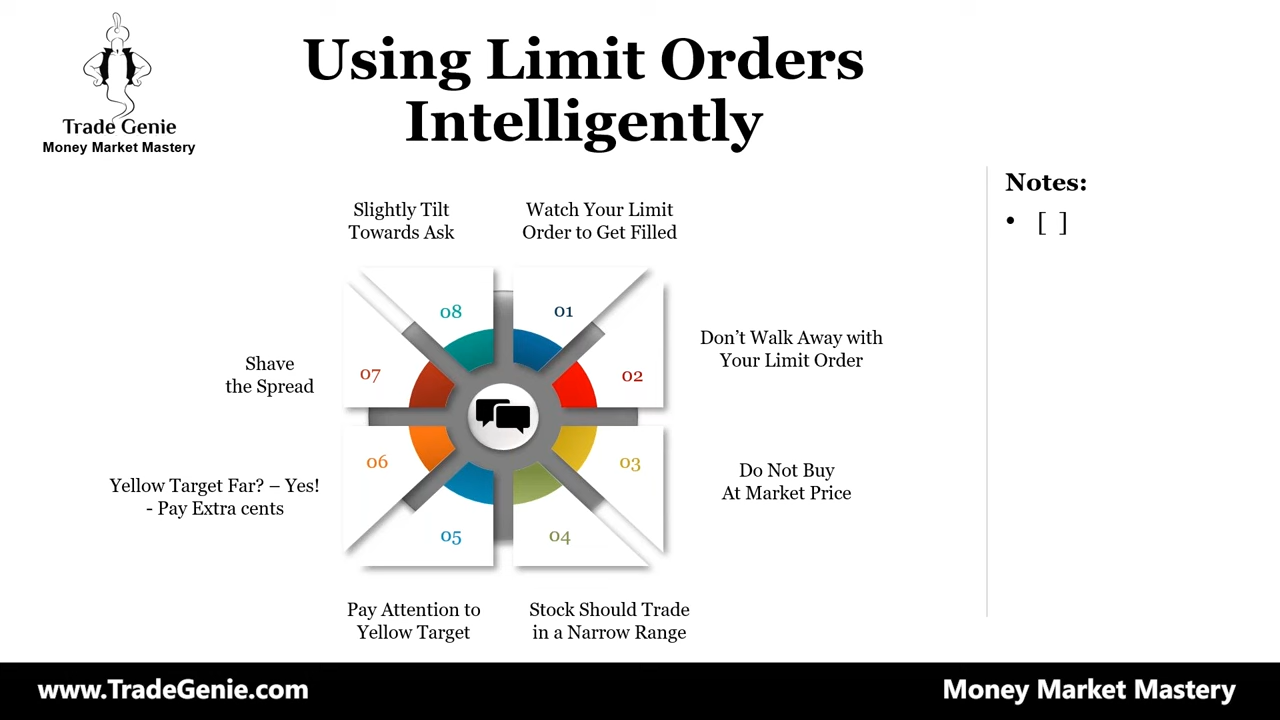 Trade Genie
Money Market Mastery
Using Limit Orders
Intelligently
Notes:
• [ ]
Slightly Tilt
Towards Ask
Watch Your Limit
Order to Get Filled
08
01
Don’t Walk Away with
Your Limit Order
Shave
the Spread
07
02
06
03
Do Not Buy
At Market Price
Yellow Target Far? – Yes!
- Pay Extra cents
05
04
Pay Attention to
Yellow Target
Stock Should Trade
in a Narrow Range
www.TradeGenie.com
Money Market Mastery